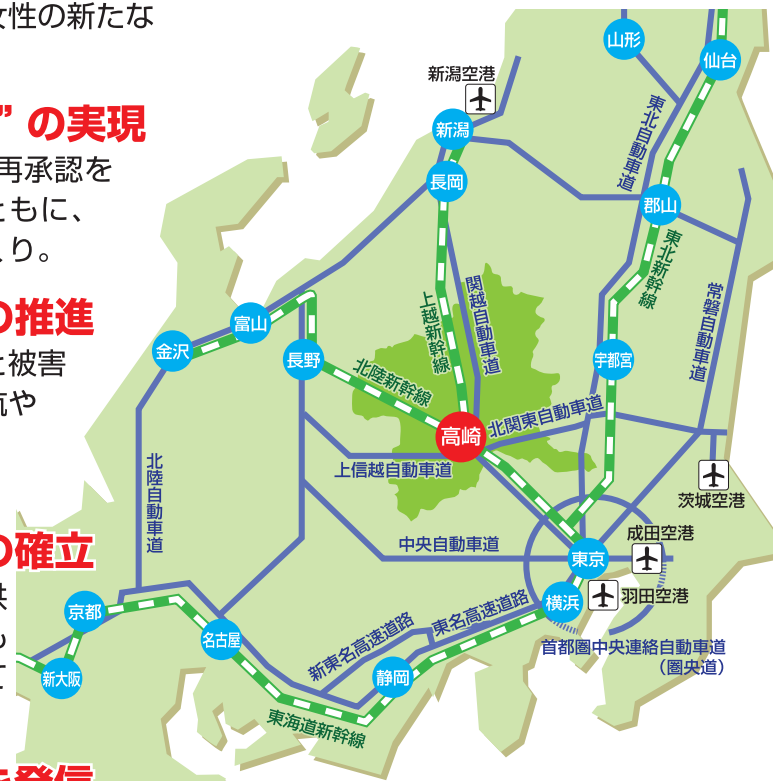 女性の新たな
”の実現
再承認を
ともに、
くり。
の推進
と被害
航や
の確立
供
も
て
を発信
山形
仙台
新潟空港
新潟
長岡
東北自動車道
郡山
東北新幹線
常磐自動車道
関越自動車道
上越新幹線
富山
金沢
長野
北陸新幹線
宇都宮
高崎
北関東自動車道
上信越自動車道
茨城空港
北陸自動車道
中央自動車道
成田空港
東京
羽田空港
横浜
京都
名古屋
新東名高速道路
東名高速道路
首都圏中央連絡自動車道
(圏央道)
新大阪
静岡
東海道新幹線